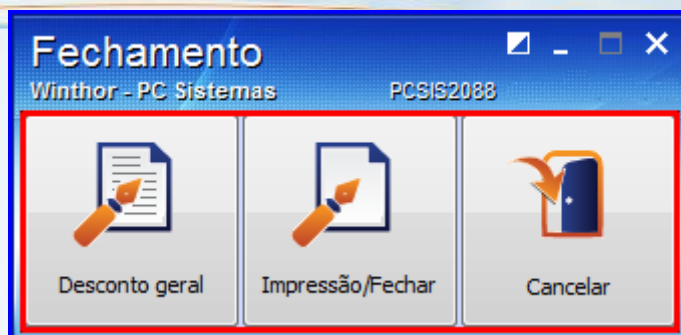 Fechamento
Winthor - PC Sistemas PCSIS2088
Desconto geral Impressão/Fechar Cancelar